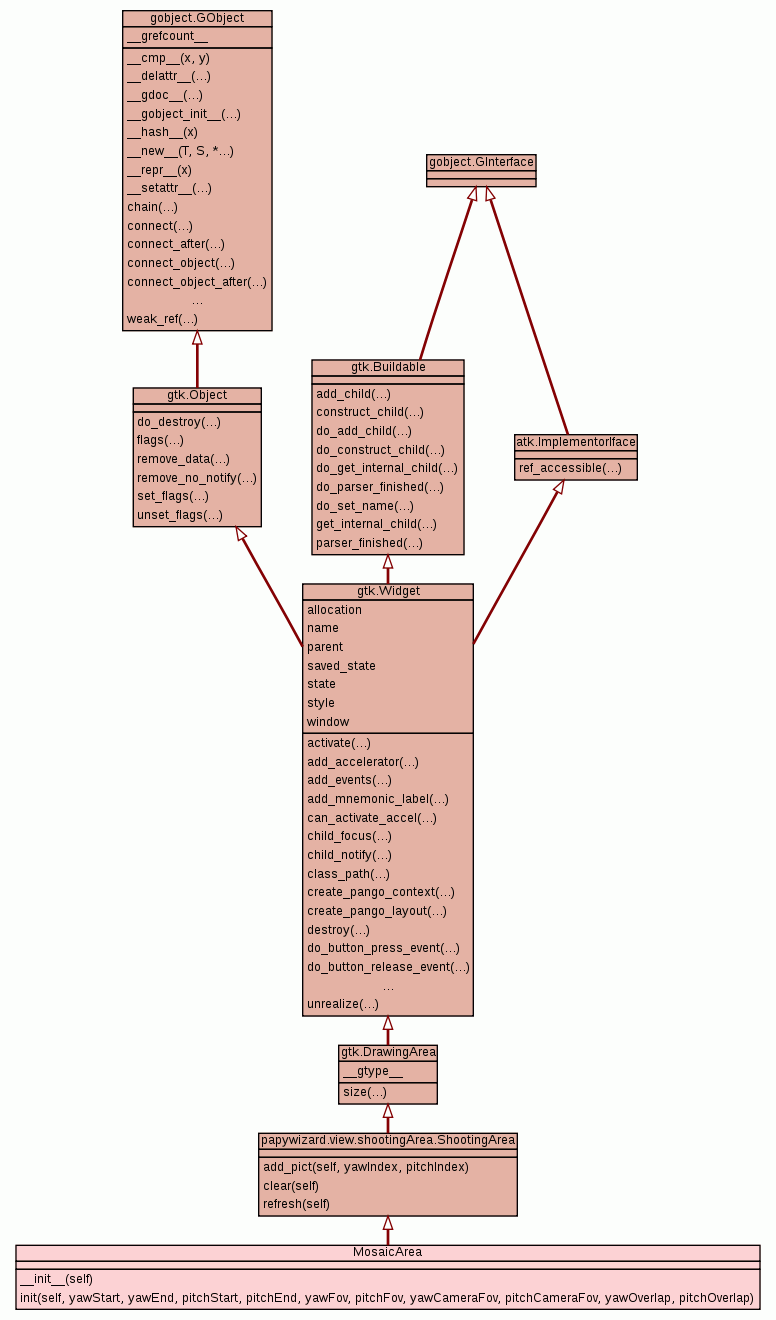 gobject.GObject
__grefcount__
__cmp__(x, y)
__delattr__(...)
__gdoc__(...)
__gobject_init__(...)
__hash__(x)
__new__(T, S, *...)
__repr__(x)
__setattr__(...)
chain(...)
connect(...)
connect_after(...)
connect_object(...)
connect_object_after(...)
...
weak_ref(...)
gobject.GInterface
gtk.Object
do_destroy(...)
flags(...)
remove_data(...)
remove_no_notify(...)
set_flags(...)
unset_flags(...)
gtk.Buildable
add_child(...)
construct_child(...)
do_add_child(...)
do_construct_child(...)
do_get_internal_child(...)
do_parser_finished(...)
do_set_name(...)
get_internal_child(...)
parser_finished(...)
atk.ImplementorIface
ref_accessible(...)
gtk.Widget
allocation
name
parent
saved_state
state
style
window
activate(...)
add_accelerator(...)
add_events(...)
add_mnemonic_label(...)
can_activate_accel(...)
child_focus(...)
child_notify(...)
class_path(...)
create_pango_context(...)
create_pango_layout(...)
destroy(...)
do_button_press_event(...)
do_button_release_event(...)
...
unrealize(...)
gtk.DrawingArea
__gtype__
size(...)
papywizard.view.shootingArea.ShootingArea
add_pict(self, yawIndex, pitchIndex)
clear(self)
refresh(self)
MosaicArea
__init__(self)
init(self, yawStart, yawEnd, pitchStart, pitchEnd, yawFov, pitchFov, yawCameraFov, pitchCameraFov, yawOverlap, pitchOverlap)